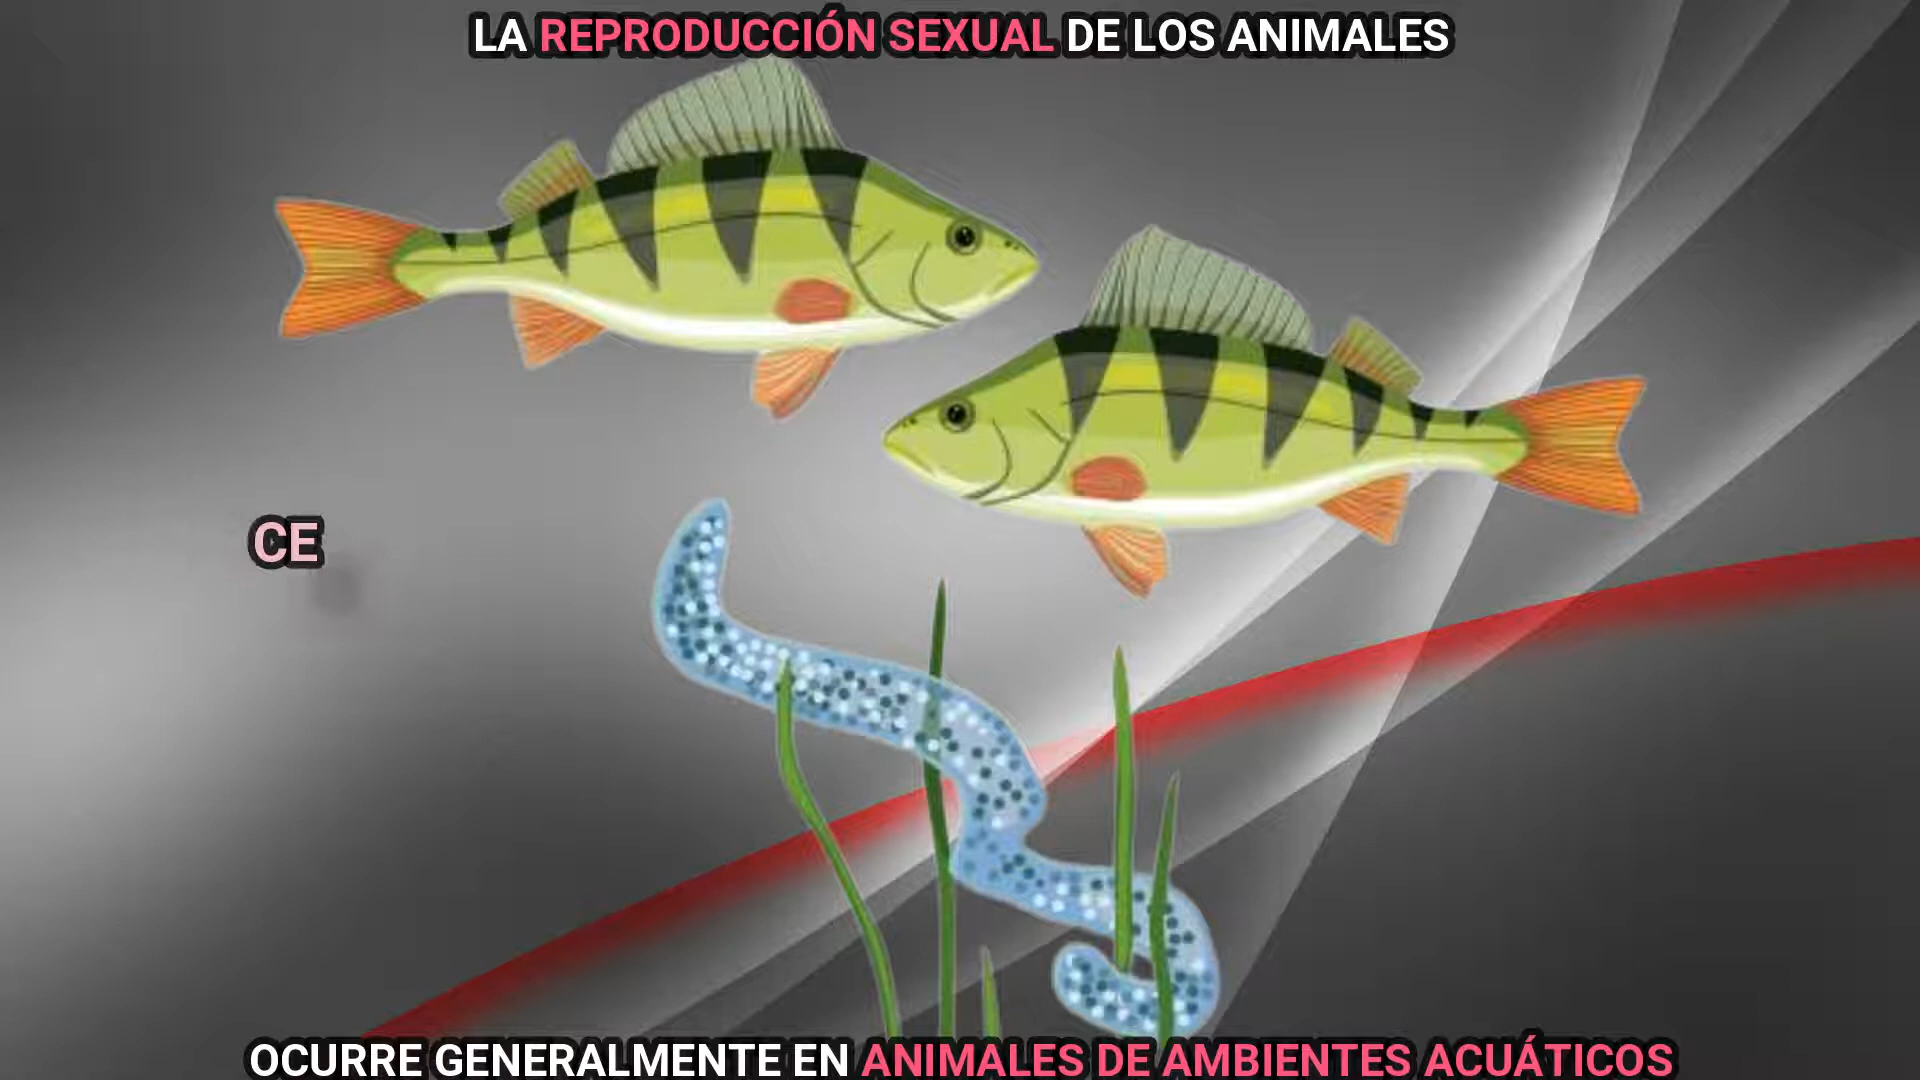 LA REPRODUCCIÓN SEXUAL DE LOS ANIMALES
CE
OCURRE GENERALMENTE EN ANIMALES DE AMBIENTES ACUÁTICOS